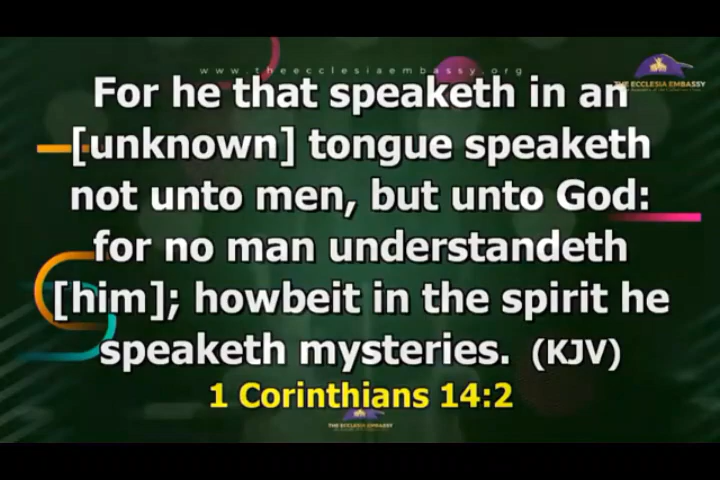 www.theecclesiaembassy.org
THE ECCLESIA EMBASSY
For he that speaketh in an
[unknown] tongue speaketh
not unto men, but unto God:
for no man understandeth
[him]; howbeit in the spirit he
speaketh mysteries. (KJV)
1 Corinthians 14:2
THE ECCLESIA EMBASSY